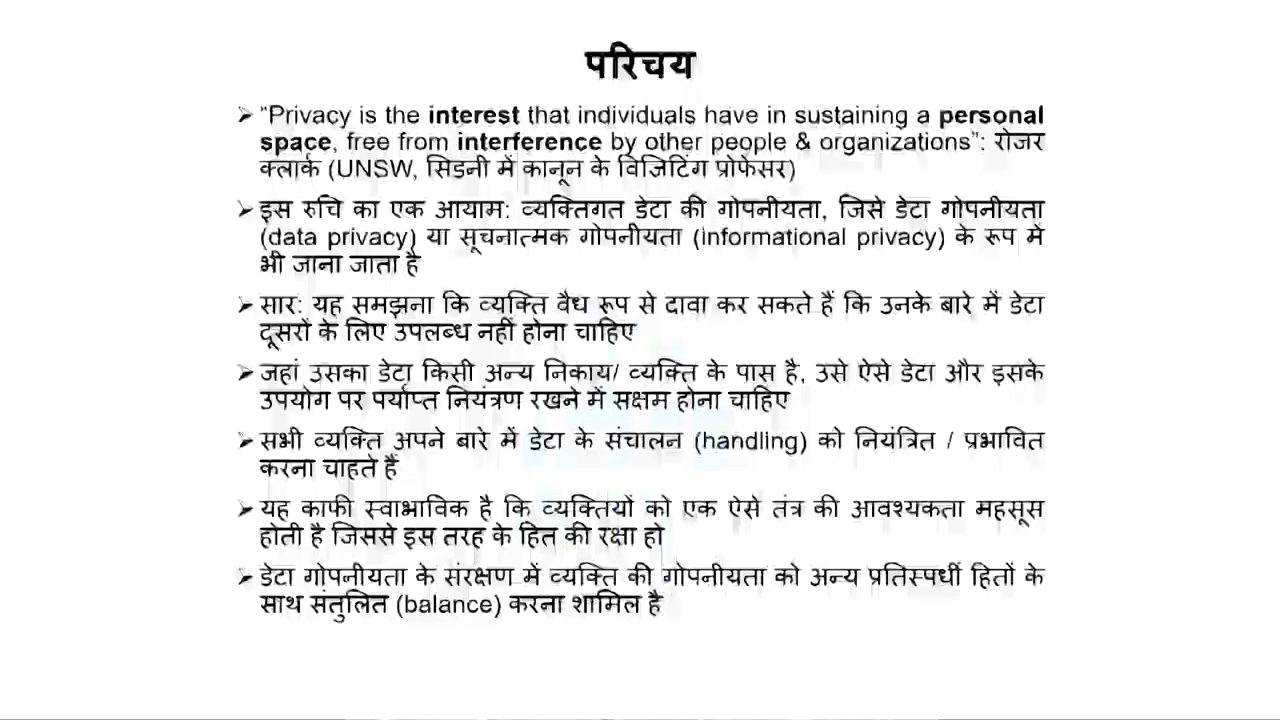 परिचय
➢ "Privacy is the interest that individuals have in sustaining a personal
space, free from interference by other people & organizations": रोजर
क्लार्क (UNSW, सिडनी में कानून के विजिटिंग प्रोफेसर)
➢ इस रुचि का एक आयाम: व्यक्तिगत डेटा की गोपनीयता, जिसे डेटा गोपनीयता
(data privacy) या सूचनात्मक गोपनीयता (informational privacy) के रूप में
भी जाना जाता है
➢ सार: यह समझना कि व्यक्ति वैध रूप से दावा कर सकते हैं कि उनके बारे में डेटा
दूसरों के लिए उपलब्ध नहीं होना चाहिए
➢ जहां उसका डेटा किसी अन्य निकाय/ व्यक्ति के पास है, उसे ऐसे डेटा और इसके
उपयोग पर पर्याप्त नियंत्रण रखने में सक्षम होना चाहिए
➢ सभी व्यक्ति अपने बारे में डेटा के संचालन (handling) को नियंत्रित / प्रभावित
करना चाहते हैं
➢ यह काफी स्वाभाविक है कि व्यक्तियों को एक ऐसे तंत्र की आवश्यकता महसूस
होती है जिससे इस तरह के हित की रक्षा हो
➢ डेटा गोपनीयता के संरक्षण में व्यक्ति की गोपनीयता को अन्य प्रतिस्पर्धी हितों के
साथ संतुलित (balance) करना शामिल है